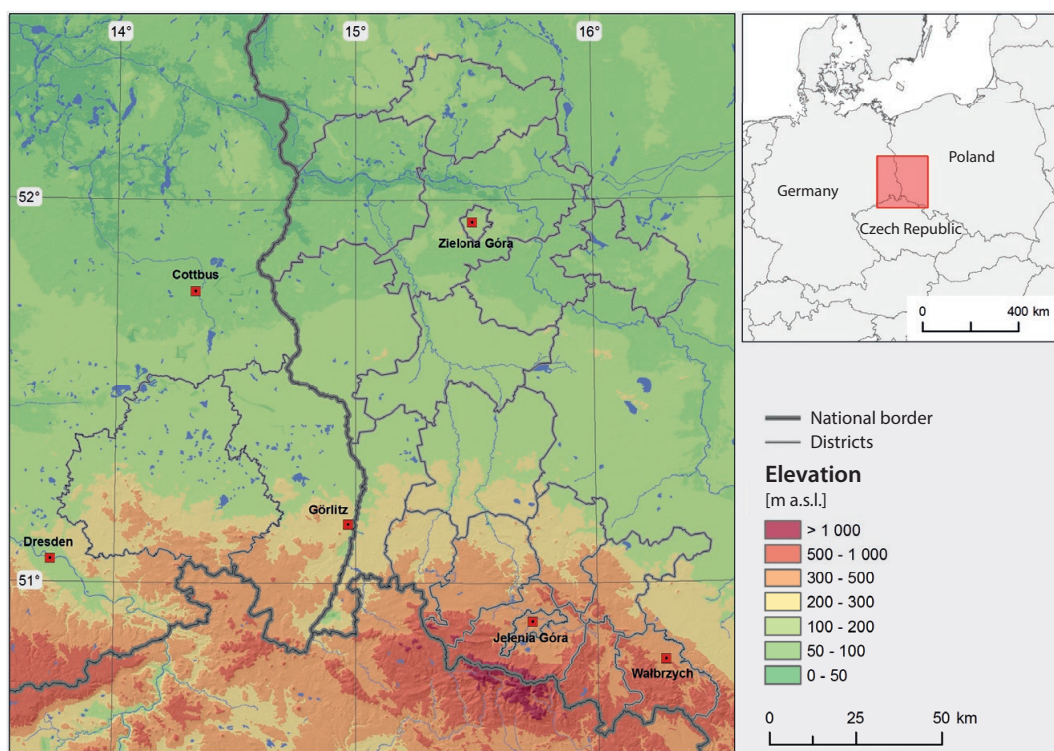 14°
15°
16°
52°
Zielona Góra
Cottbus
Görlitz
Dresden
51°
Jelenia Góra
Wałbrzych
Poland
Germany
Czech Republic
0 400 km
National border
Districts
Elevation
[m a.s.l.]
> 1 000
500 - 1 000
300 - 500
200 - 300
100 - 200
50 - 100
0 - 50
0 25 50 km